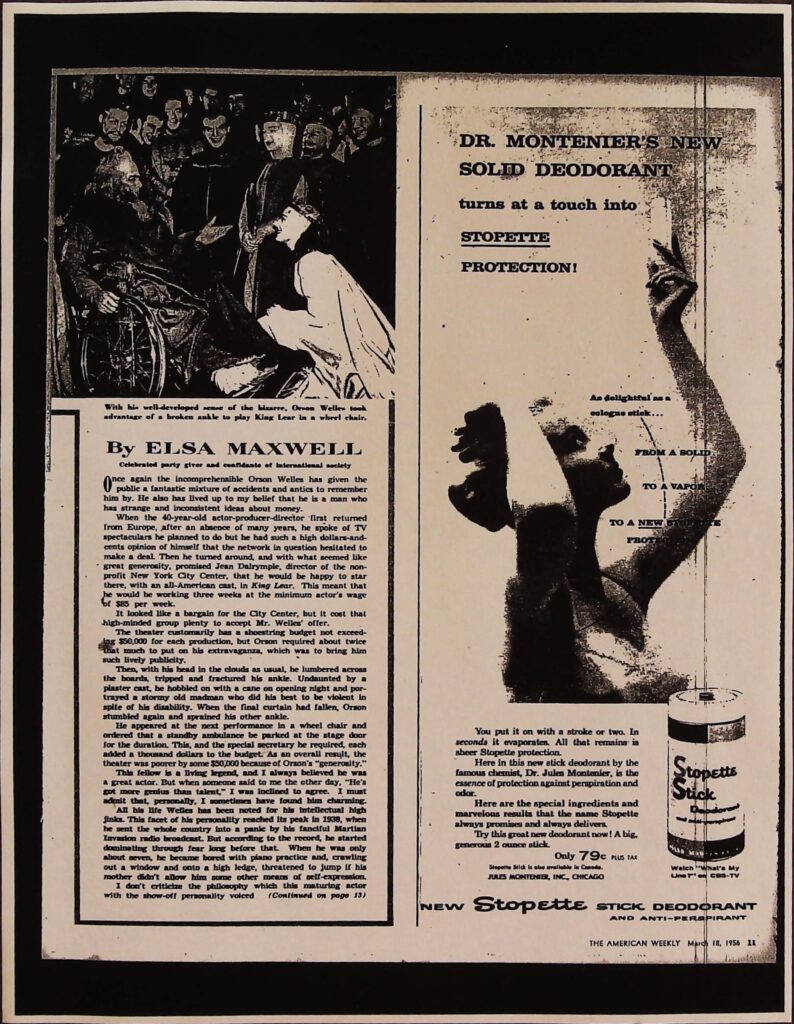 With his well-developed sense of the bizarre, Orson Welles took
advantage of a broken ankle to play King Lear in a wheel chair.
By ELSA MAXWELL
Celebrated party giver and confidante of international society
Once again the incomprehensible Orson Welles has given the
public a fantastic mixture of accidents and antics to remember
him by. He also has lived up to my belief that he is a man who
has strange and inconsistent ideas about money.
When the 40-year-old actor-producer-director first returned
from Europe, after an absence of many years, he spoke of TV
spectaculars he planned to do but he had such a high dollars-and-
cents opinion of himself that the network in question hesitated to
make a deal. Then he turned around, and with what seemed like
great generosity, promised Jean Dalrymple, director of the non-
profit New York City Center, that he would be happy to star
there, with an all-American cast, in King Lear. This meant that
he would be working three weeks at the minimum actor's wage
of $85 per week.
It looked like a bargain for the City Center, but it cost that
high-minded group plenty to accept Mr. Welles' offer.
The theater customarily has a shoestring budget not exceed-
ing $50,000 for each production, but Orson required about twice
that much to put on his extravaganza, which was to bring him
such lively publicity.
Then, with his head in the clouds as usual, he lumbered across
the boards, tripped and fractured his ankle. Undaunted by a
plaster cast, he hobbled on with a cane on opening night and por-
trayed a stormy old madman who did his best to be violent in
spite of his disability. When the final curtain had fallen, Orson
stumbled again and sprained his other ankle.
He appeared at the next performance in a wheel chair and
ordered that a standby ambulance be parked at the stage door
for the duration. This, and the special secretary he required, each
added a thousand dollars to the budget. As an overall result, the
theater was poorer by some $50,000 because of Orson's "generosity."
This fellow is a living legend, and I always believed he was
a great actor. But when someone said to me the other day, "He's
got more genius than talent," I was inclined to agree. I must
admit that, personally, I sometimes have found him charming.
All his life Welles has been noted for his intellectual high
jinks. This facet of his personality reached its peak in 1938, when
he sent the whole country into a panic by his fanciful Martian
Invasion radio broadcast. But according to the record, he started
dominating through fear long before that. When he was only
about seven, he became bored with piano practice and, crawling
out a window and onto a high ledge, threatened to jump if his
mother didn't allow him some other means of self-expression.
I don't criticize the philosophy which this maturing actor
with the show-off personality voiced (Continued on page 13)
DR. MONTENIER'S NEW
SOLID DEODORANT
turns at a touch into
STOPETTE
PROTECTION!
As delightful as a
cologne stick...
FROM A SOLID
TO A VAPOR
TO A NEW STOPETTE
You put it on with a stroke or two. In
seconds it evaporates. All that remains is
sheer Stopette protection.
Here in this new stick deodorant by the
famous chemist, Dr. Jules Montenier, is the
essence of protection against perspiration and
odor.
Here are the special ingredients and
marvelous results that the name Stopette
always promises and always delivers.
Try this great new deodorant now! A big,
generous 2 ounce stick.
Only 79¢ PLUS TAX
Stopette Stick is also available in Canada.
JULES MONTENIER, INC., CHICAGO
Stopette
Stick
Deodorant
and anti-perspirant
Watch "What's My
Line?" on CBS-TV
NEW Stopette STICK DEODORANT
AND ANTI-PERSPIRANT
THE AMERICAN WEEKLY March 18, 1956 11